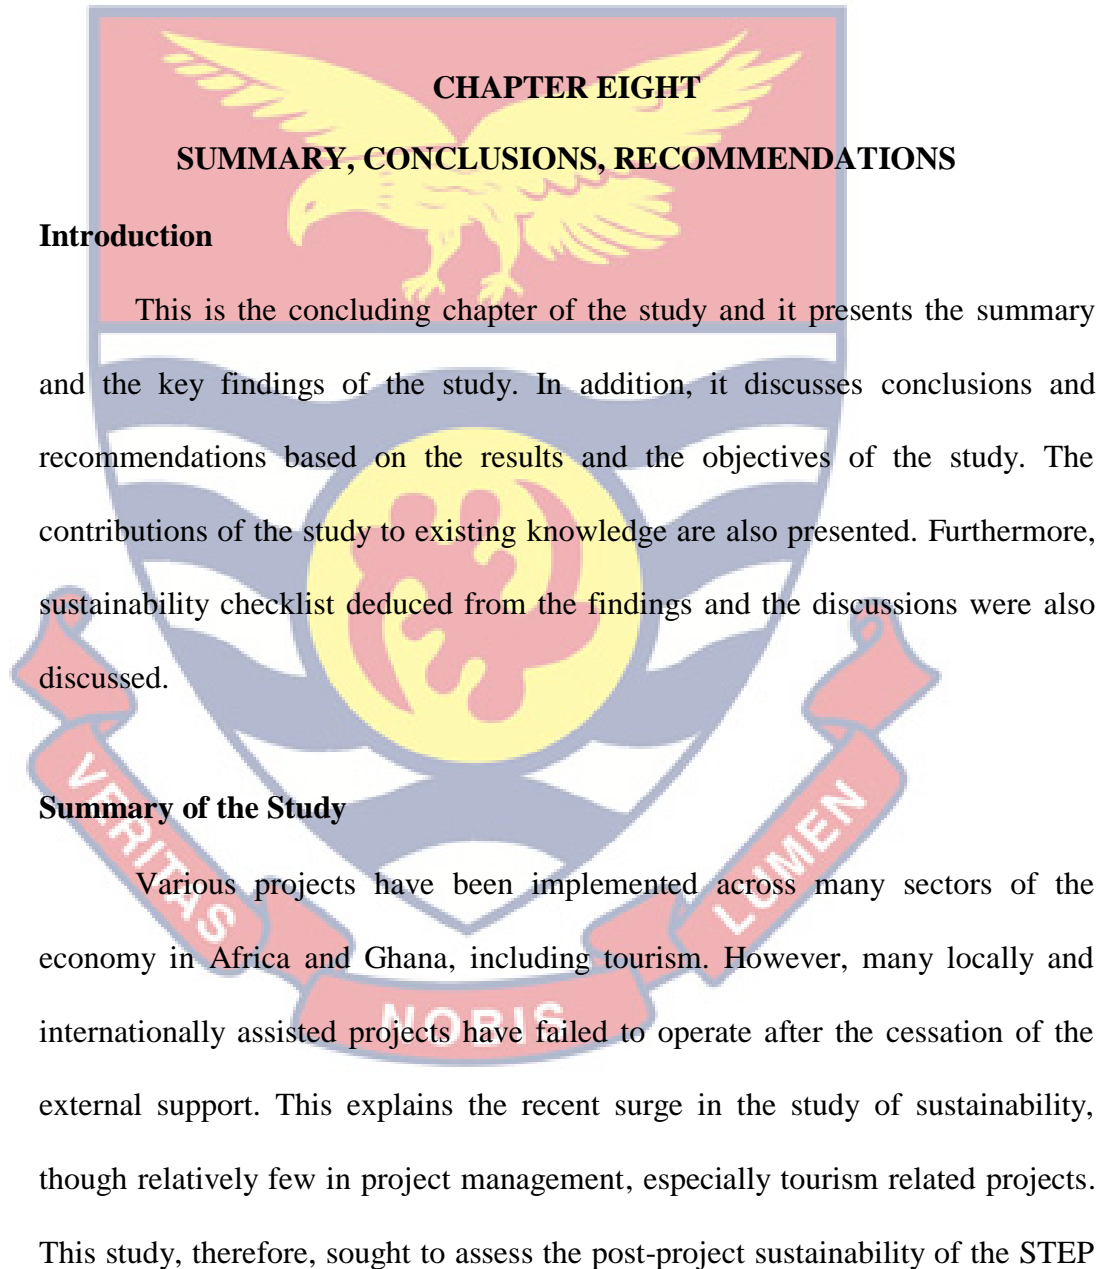 CHAPTER EIGHT
SUMMARY, CONCLUSIONS, RECOMMENDATIONS
Introduction
This is the concluding chapter of the study and it presents the summary
and the key findings of the study. In addition, it discusses conclusions and
recommendations based on the results and the objectives of the study. The
contributions of the study to existing knowledge are also presented. Furthermore,
sustainability checklist deduced from the findings and the discussions were also
discussed.
Summary of the Study
Various projects have been implemented across many sectors of the
economy in Africa and Ghana, including tourism. However, many locally and
internationally assisted projects have failed to operate after the cessation of the
external support. This explains the recent surge in the study of sustainability,
though relatively few in project management, especially tourism related projects.
This study, therefore, sought to assess the post-project sustainability of the STEP
VERITAS
NOBIS
LUMEN